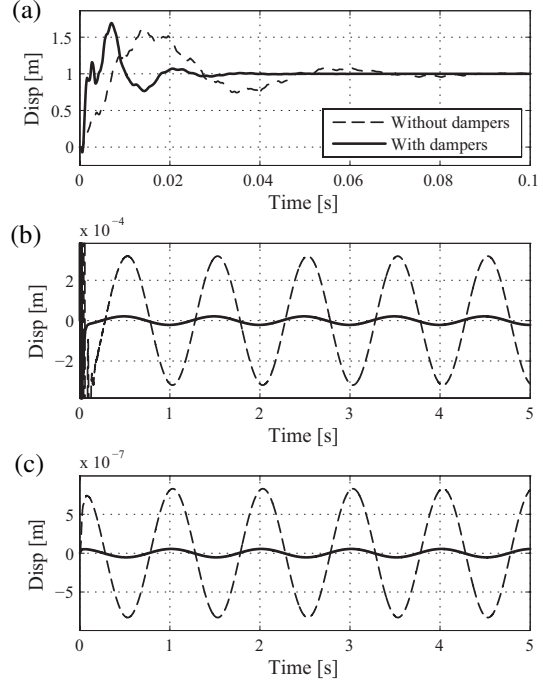 (a)
1.5
1
0.5
0
Disp [m]
Without dampers
With dampers
0 0.02 0.04 0.06 0.08 0.1
Time [s]
x 10⁻⁴
(b)
2
0
−2
Disp [m]
0 1 2 3 4 5
Time [s]
x 10⁻⁷
(c)
5
0
−5
Disp [m]
0 1 2 3 4 5
Time [s]